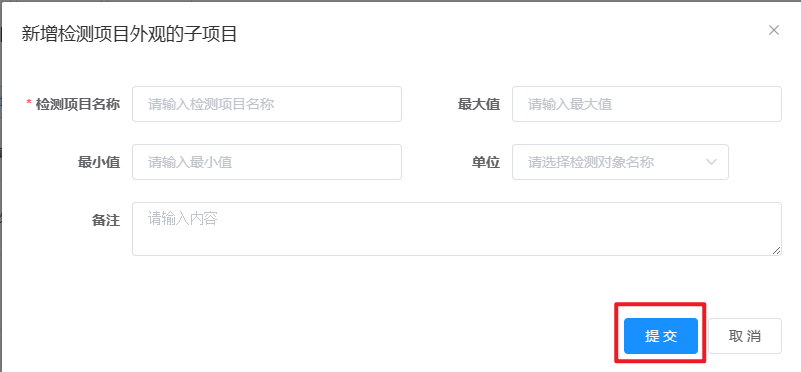 新增检测项目外观的子项目
* 检测项目名称 请输入检测项目名称 最大值 请输入最大值
最小值 请输入最小值 单位 请选择检测对象名称
备注 请输入内容
提交 取消